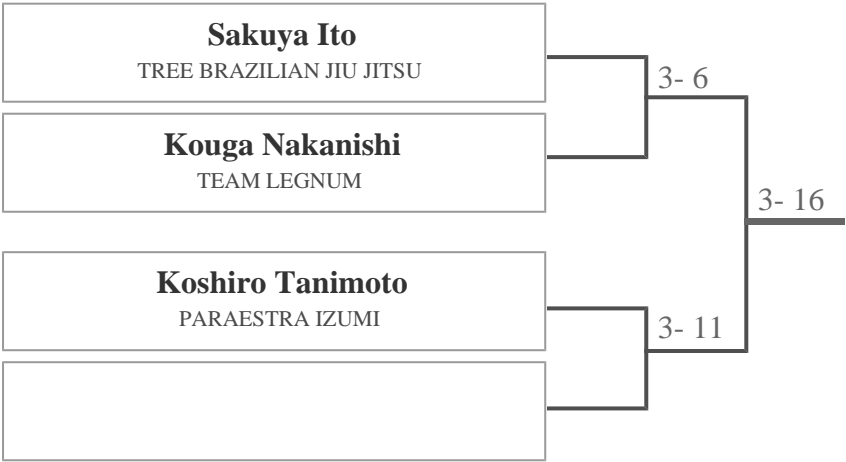 Sakuya Ito
TREE BRAZILIAN JIU JITSU
3- 6
Kouga Nakanishi
TEAM LEGNUM
3- 16
Koshiro Tanimoto
PARAESTRA IZUMI
3- 11